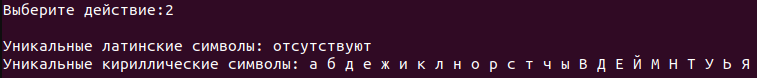 Выберите действие:2
Уникальные латинские символы: отсутствуют
Уникальные кириллические символы: а б д е ж и к л н о р с т ч ы В Д Е Й М Н Т У Ь Я